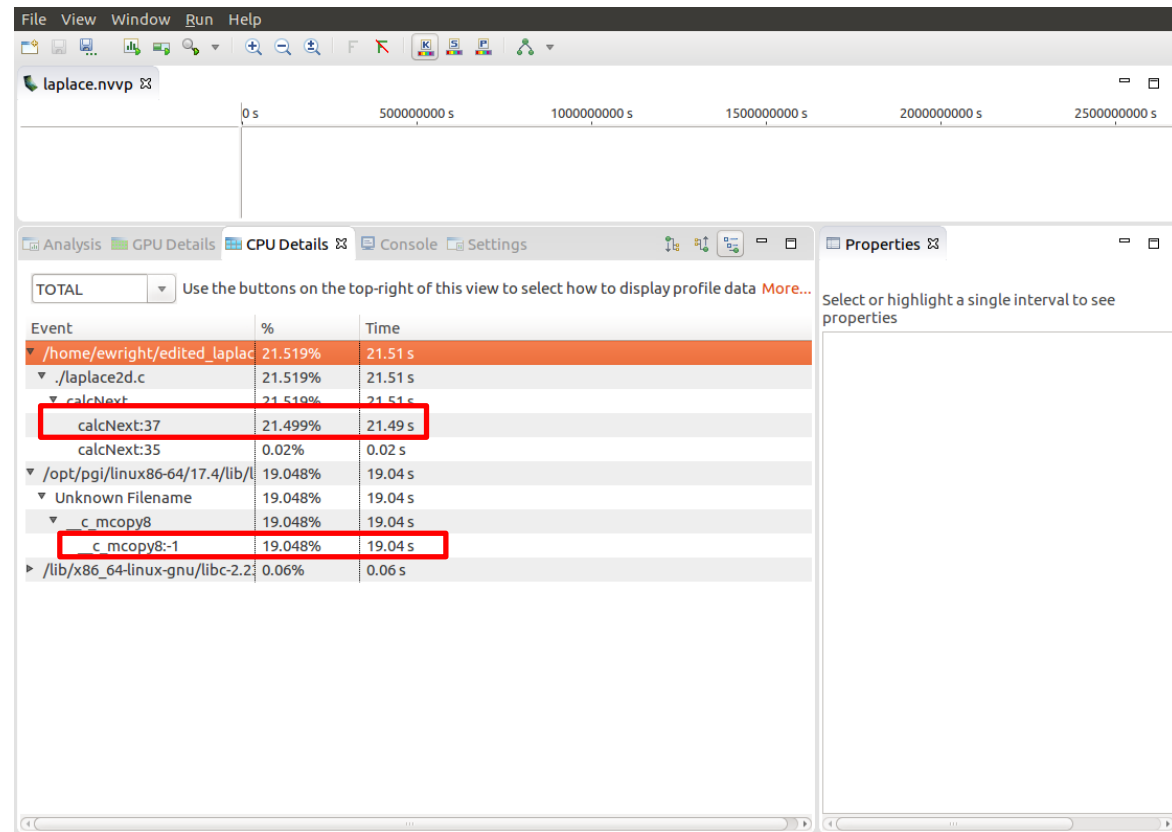 File View Window Run Help
F K S P
laplace.nvvp
0 s 500000000 s 1000000000 s 1500000000 s 2000000000 s 2500000000 s
Analysis GPU Details CPU Details Console Settings Properties
TOTAL Use the buttons on the top-right of this view to select how to display profile data More...
Select or highlight a single interval to see
properties
Event % Time
/home/ewright/edited_laplac 21.519% 21.51 s
./laplace2d.c 21.519% 21.51 s
calcNext 21.519% 21.51 s
calcNext:37 21.499% 21.49 s
calcNext:35 0.02% 0.02 s
/opt/pgi/linux86-64/17.4/lib/l 19.048% 19.04 s
Unknown Filename 19.048% 19.04 s
__c_mcopy8 19.048% 19.04 s
__c_mcopy8:-1 19.048% 19.04 s
/lib/x86_64-linux-gnu/libc-2.23 0.06% 0.06 s